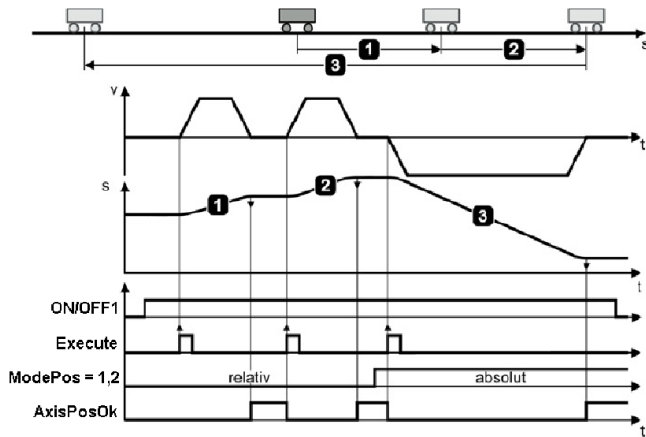 1
2
s
3
v
t
s
1
2
3
t
ON/OFF1
Execute
ModePos = 1,2
relativ
absolut
AxisPosOk
t